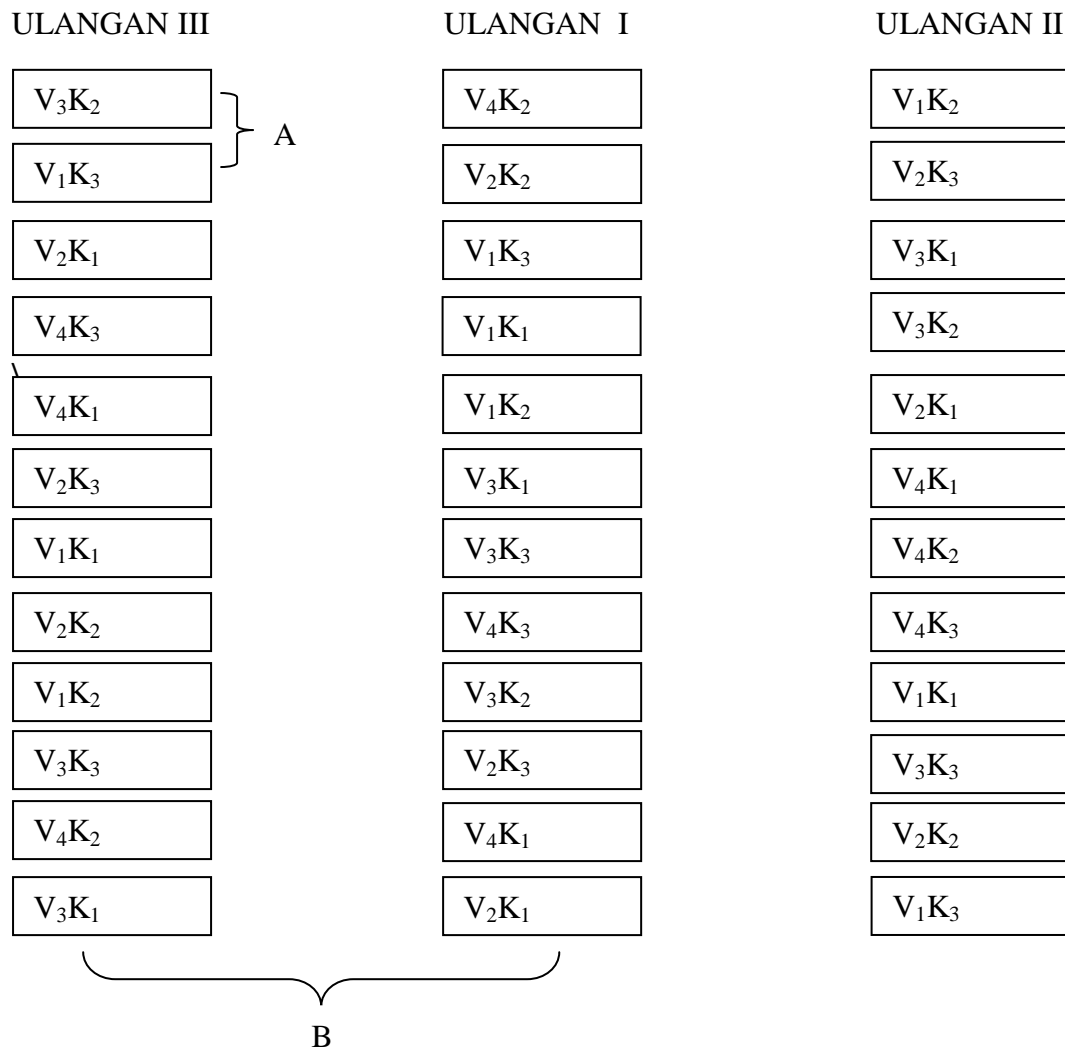 ULANGAN III ULANGAN I ULANGAN II
V₃K₂ V₄K₂ V₁K₂
A
V₁K₃ V₂K₂ V₂K₃
V₂K₁ V₁K₃ V₃K₁
V₄K₃ V₁K₁ V₃K₂
\
V₄K₁ V₁K₂ V₂K₁
V₂K₃ V₃K₁ V₄K₁
V₁K₁ V₃K₃ V₄K₂
V₂K₂ V₄K₃ V₄K₃
V₁K₂ V₃K₂ V₁K₁
V₃K₃ V₂K₃ V₃K₃
V₄K₂ V₄K₁ V₂K₂
V₃K₁ V₂K₁ V₁K₃
B